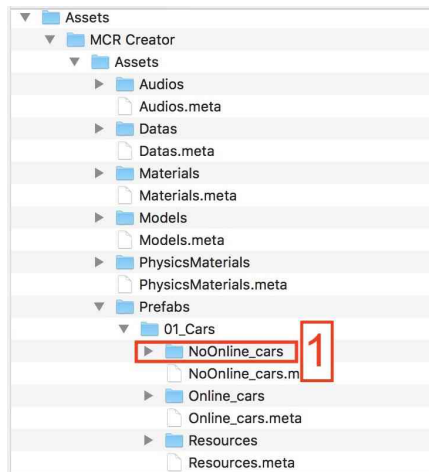 Assets
MCR Creator
Assets
Audios
Audios.meta
Datas
Datas.meta
Materials
Materials.meta
Models
Models.meta
PhysicsMaterials
PhysicsMaterials.meta
Prefabs
01_Cars
NoOnline_cars
1
NoOnline_cars.m
Online_cars
Online_cars.meta
Resources
Resources.meta